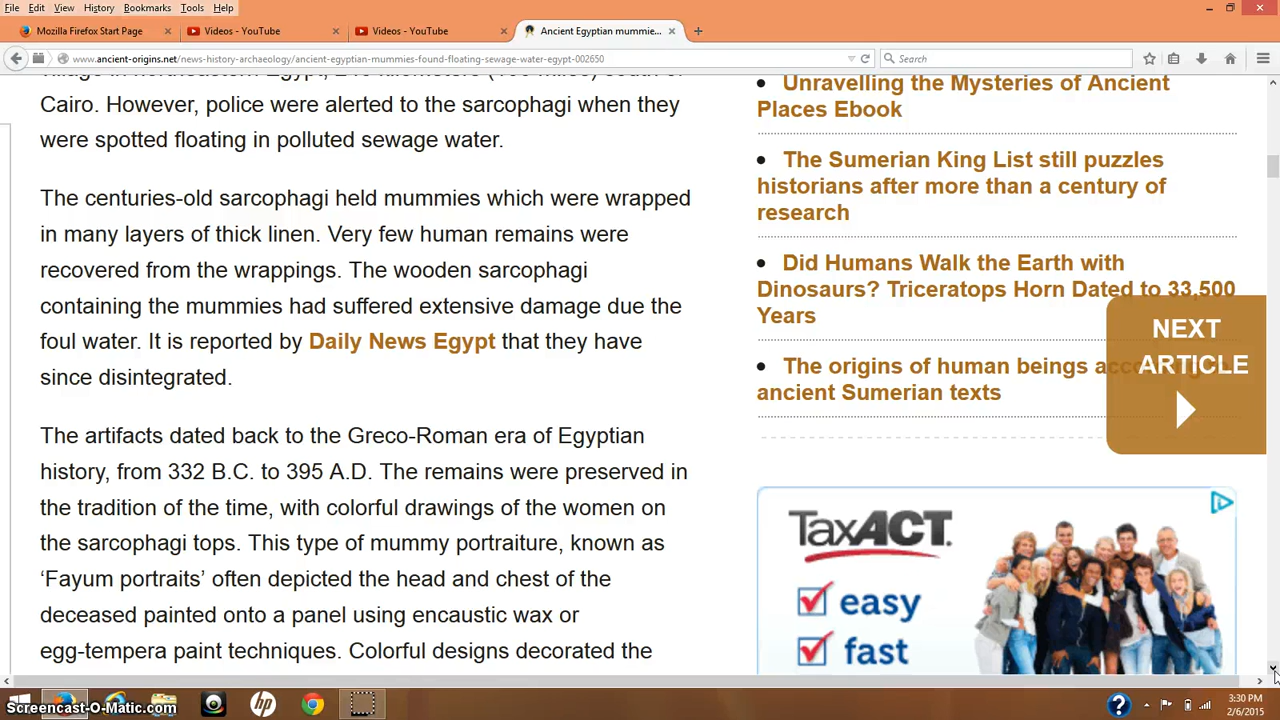 File Edit View History Bookmarks Tools Help
Mozilla Firefox Start Page
Videos - YouTube
Videos - YouTube
Ancient Egyptian mummie...
www.ancient-origins.net/news-history-archaeology/ancient-egyptian-mummies-found-floating-sewage-water-egypt-002650
Search
Cairo. However, police were alerted to the sarcophagi when they
were spotted floating in polluted sewage water.
The centuries-old sarcophagi held mummies which were wrapped
in many layers of thick linen. Very few human remains were
recovered from the wrappings. The wooden sarcophagi
containing the mummies had suffered extensive damage due the
foul water. It is reported by Daily News Egypt that they have
since disintegrated.
The artifacts dated back to the Greco-Roman era of Egyptian
history, from 332 B.C. to 395 A.D. The remains were preserved in
the tradition of the time, with colorful drawings of the women on
the sarcophagi tops. This type of mummy portraiture, known as
‘Fayum portraits’ often depicted the head and chest of the
deceased painted onto a panel using encaustic wax or
egg-tempera paint techniques. Colorful designs decorated the
Unravelling the Mysteries of Ancient
Places Ebook
The Sumerian King List still puzzles
historians after more than a century of
research
Did Humans Walk the Earth with
Dinosaurs? Triceratops Horn Dated to 33,500
Years
The origins of human beings
ancient Sumerian texts
NEXT
ARTICLE
TaxACT.
easy
fast
Screencast-O-Matic.com
hp
3:30 PM
2/6/2015